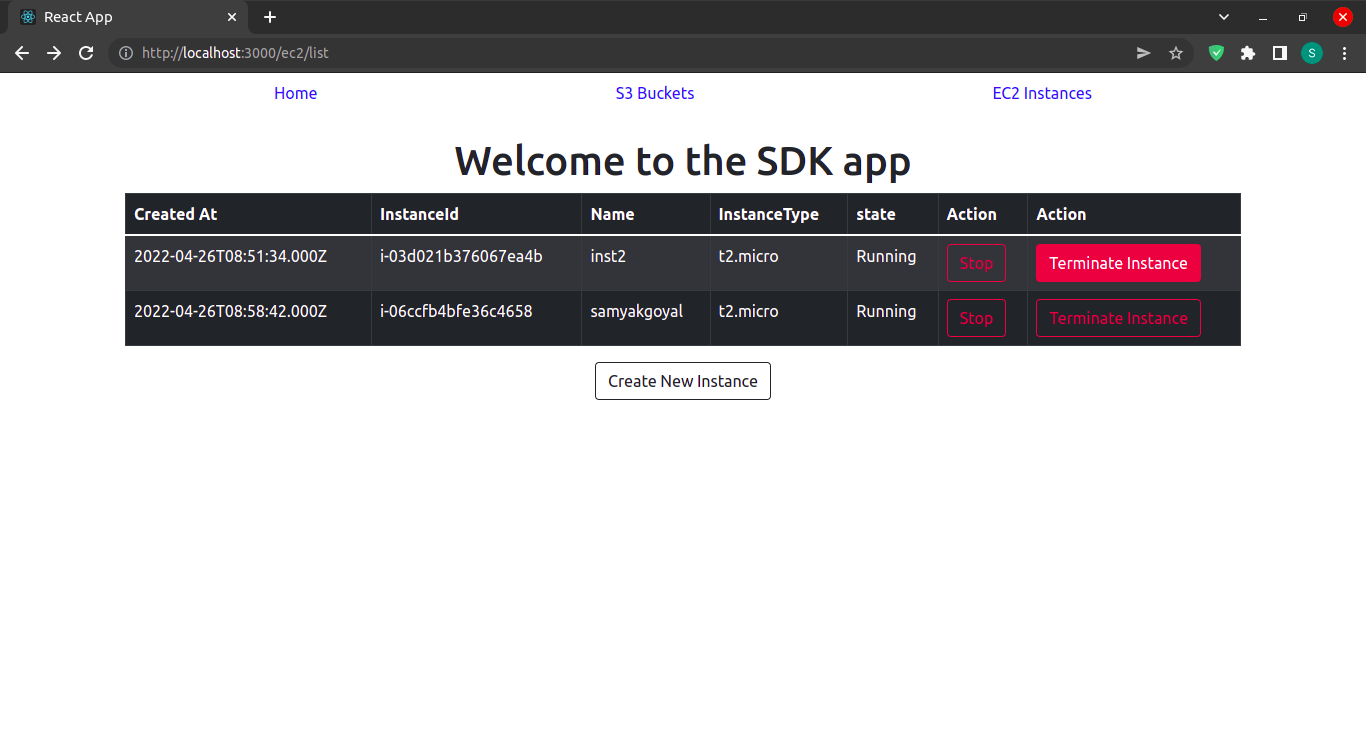 React App
http://localhost:3000/ec2/list
S
Home S3 Buckets EC2 Instances
Welcome to the SDK app
Created At InstanceId Name InstanceType state Action Action
2022-04-26T08:51:34.000Z i-03d021b376067ea4b inst2 t2.micro Running Stop Terminate Instance
2022-04-26T08:58:42.000Z i-06ccfb4bfe36c4658 samyakgoyal t2.micro Running Stop Terminate Instance
Create New Instance